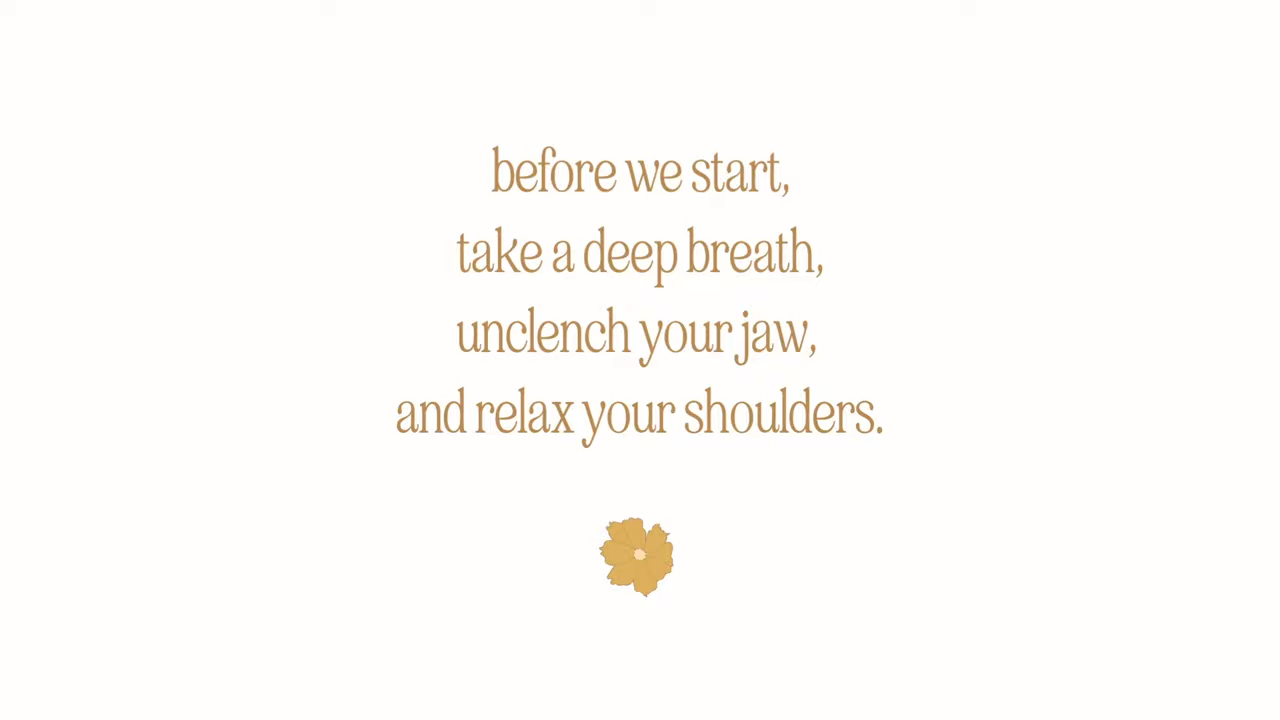 before we start,
take a deep breath,
unclench your jaw,
and relax your shoulders.